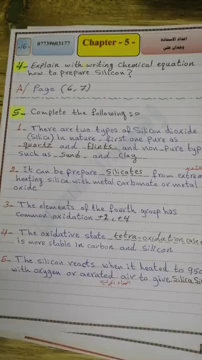 07759603177
Chapter - 5 -
4- Explain with writing chemical equation
how to prepare Silicon?
A/ Page (6,7)
5- Complete the following :-
1- There are two types of Silicon dioxide
(SiO2) in nature - first one pure as
quartz and Flints and non-pure typ
such as Sand and Clay
2- It can be prepare Silicates from extrem
heating silica with metal carbonate or metal
oxide
3- The elements of the fourth group has
common oxidation +2, +4
4- The oxidative state tetra-oxidation
is more stable in carbon and Silicon
5- The silicon reacts when it heated to 950
with oxygen or aerated air to give Silica